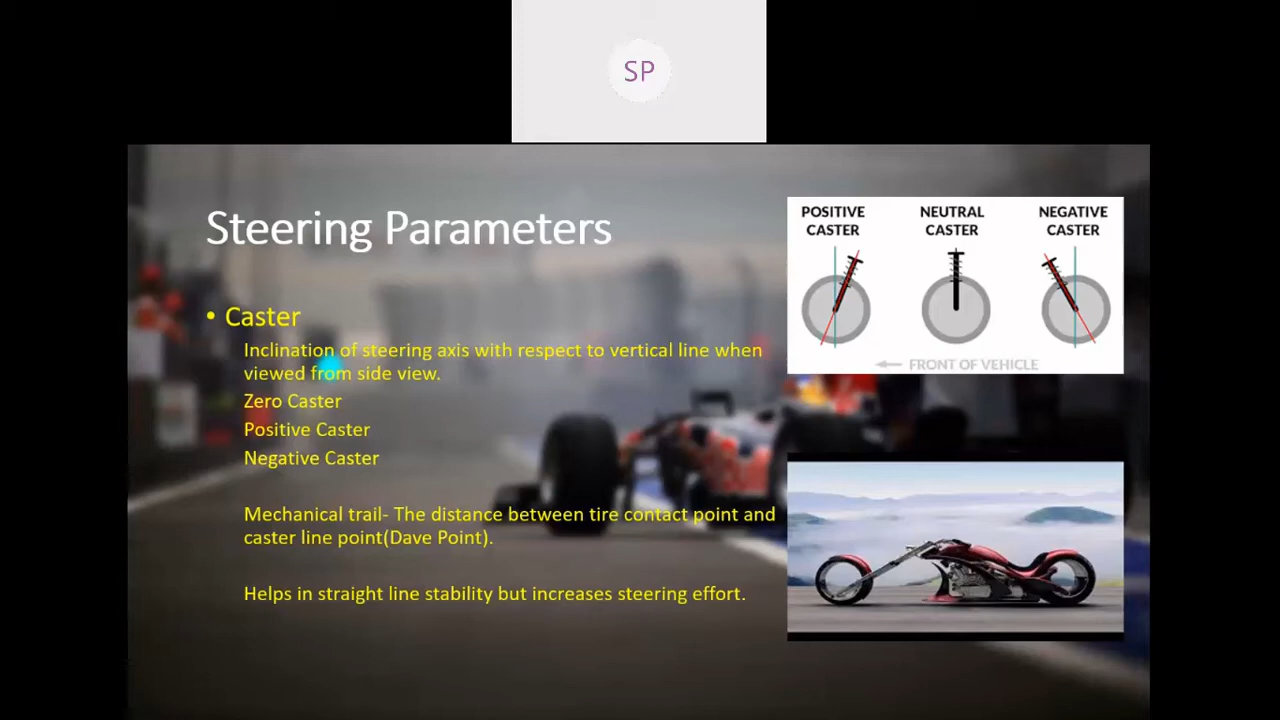 SP
Steering Parameters
• Caster
Inclination of steering axis with respect to vertical line when
viewed from side view.
Zero Caster
Positive Caster
Negative Caster
Mechanical trail- The distance between tire contact point and
caster line point(Dave Point).
Helps in straight line stability but increases steering effort.
POSITIVE CASTER
NEUTRAL CASTER
NEGATIVE CASTER
FRONT OF VEHICLE